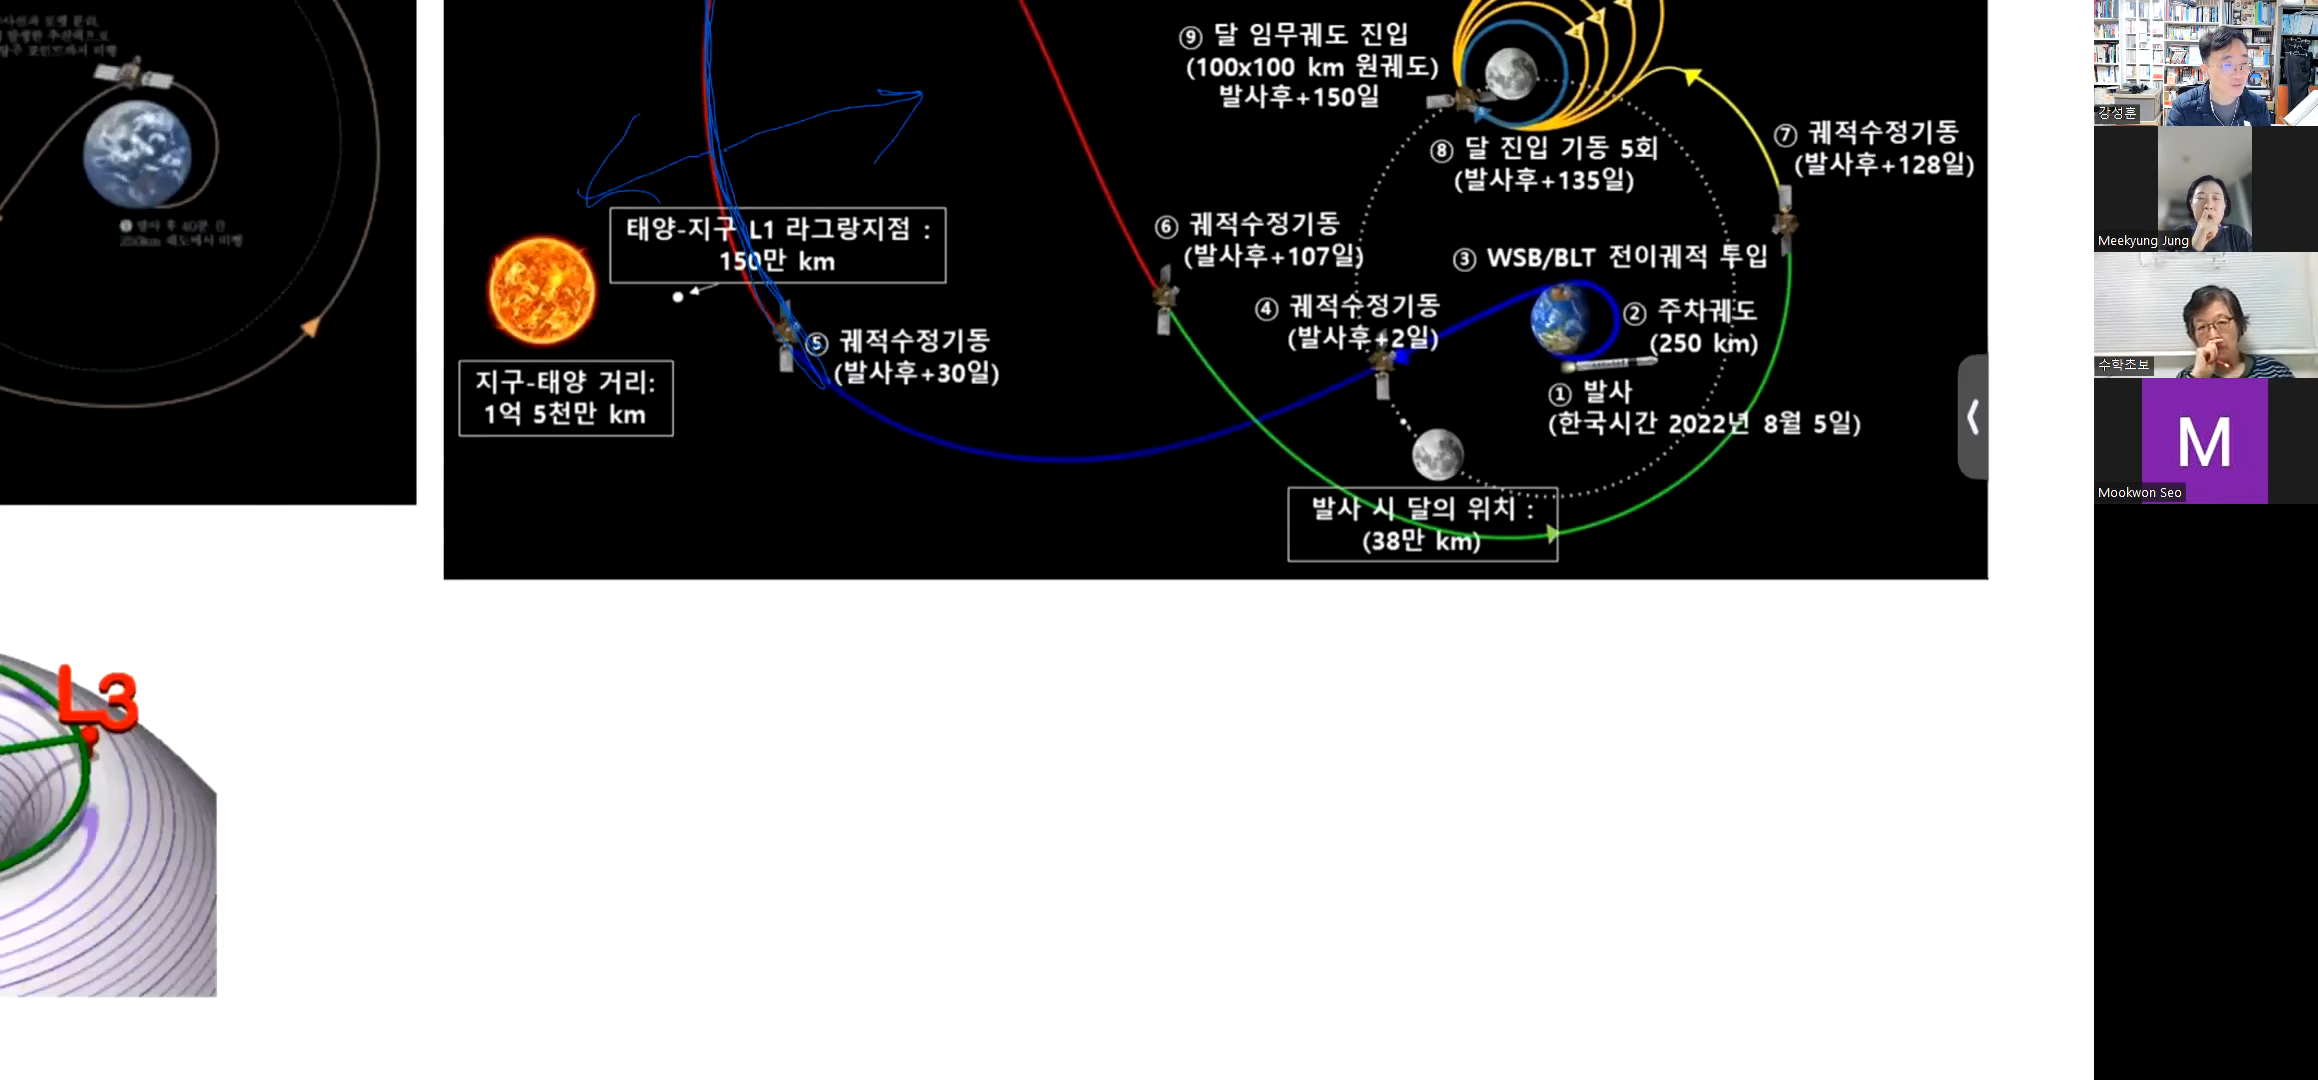 ⑨ 달 임무궤도 진입
(100x100 km 원궤도)
발사후+150일
⑧ 달 진입 기동 5회
(발사후+135일)
⑦ 궤적수정기동
(발사후+128일)
태양-지구 L1 라그랑지점 :
150만 km
⑥ 궤적수정기동
(발사후+107일)
③ WSB/BLT 전이궤적 투입
④ 궤적수정기동
(발사후+2일)
② 주차궤도
(250 km)
⑤ 궤적수정기동
(발사후+30일)
지구-태양 거리:
1억 5천만 km
① 발사
(한국시간 2022년 8월 5일)
발사 시 달의 위치 :
(38만 km)
L3
강성훈
Meekyung Jung
수학초보
M
Mookwon Seo